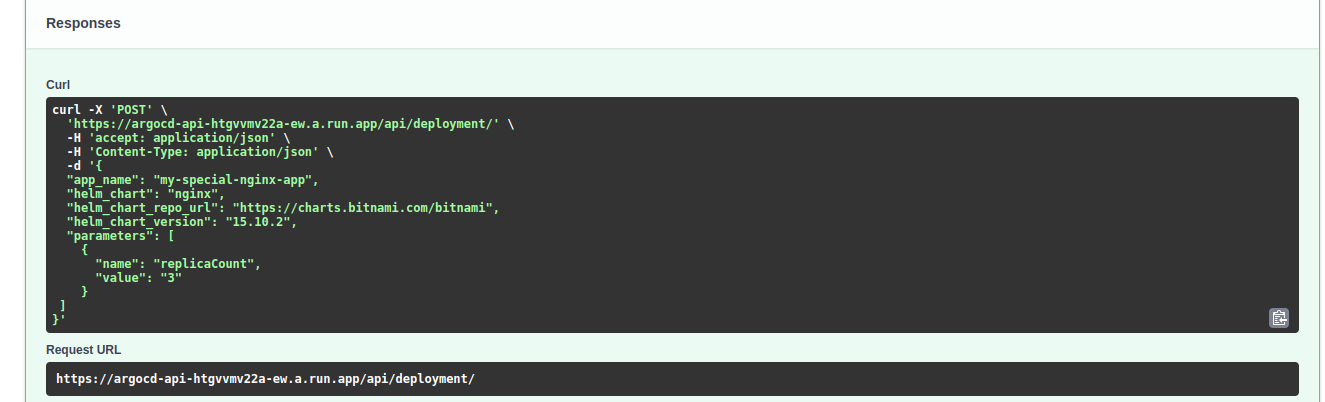 Responses
Curl
curl -X 'POST' \
  'https://argocd-api-htgvvmv22a-ew.a.run.app/api/deployment/' \
  -H 'accept: application/json' \
  -H 'Content-Type: application/json' \
  -d '{
  "app_name": "my-special-nginx-app",
  "helm_chart": "nginx",
  "helm_chart_repo_url": "https://charts.bitnami.com/bitnami",
  "helm_chart_version": "15.10.2",
  "parameters": [
    {
      "name": "replicaCount",
      "value": "3"
    }
 ]
}'
Request URL
https://argocd-api-htgvvmv22a-ew.a.run.app/api/deployment/